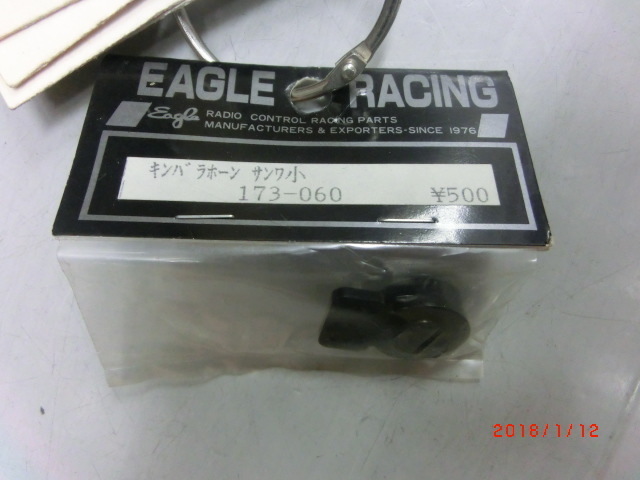 EAGLE RACING
Eagle RADIO CONTROL RACING PARTS
MANUFACTURERS & EXPORTERS-SINCE 1976
キンバラホーン サンワ小
173-060 ¥500
2018/1/12